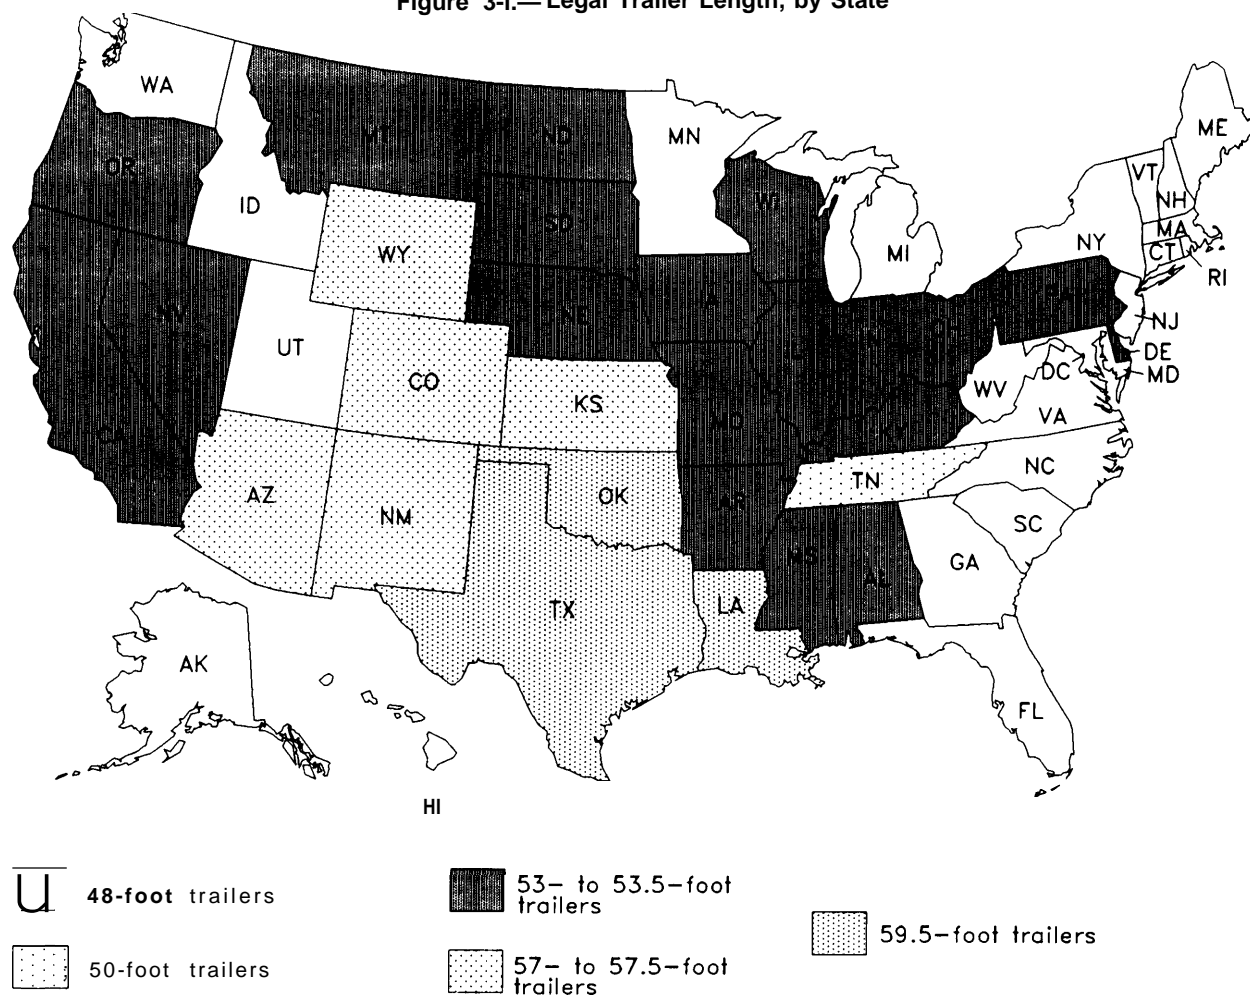 Figure 3-I.—Legal Trailer Length, by State
WA
MT
ND
MN
ME
OR
VT
ID
SD
WI
NH
WY
MI
NY
MA
CT
RI
NV
NE
PA
NJ
UT
OH
DE
CO
DC
MD
KS
WV
VA
CA
MO
KY
AZ
NM
OK
AR
TN
NC
SC
MS
AL
GA
TX
LA
AK
FL
HI
u 48-foot trailers
50-foot trailers
53– to 53.5–foot
trailers
57– to 57.5–foot
trailers
59.5–foot trailers